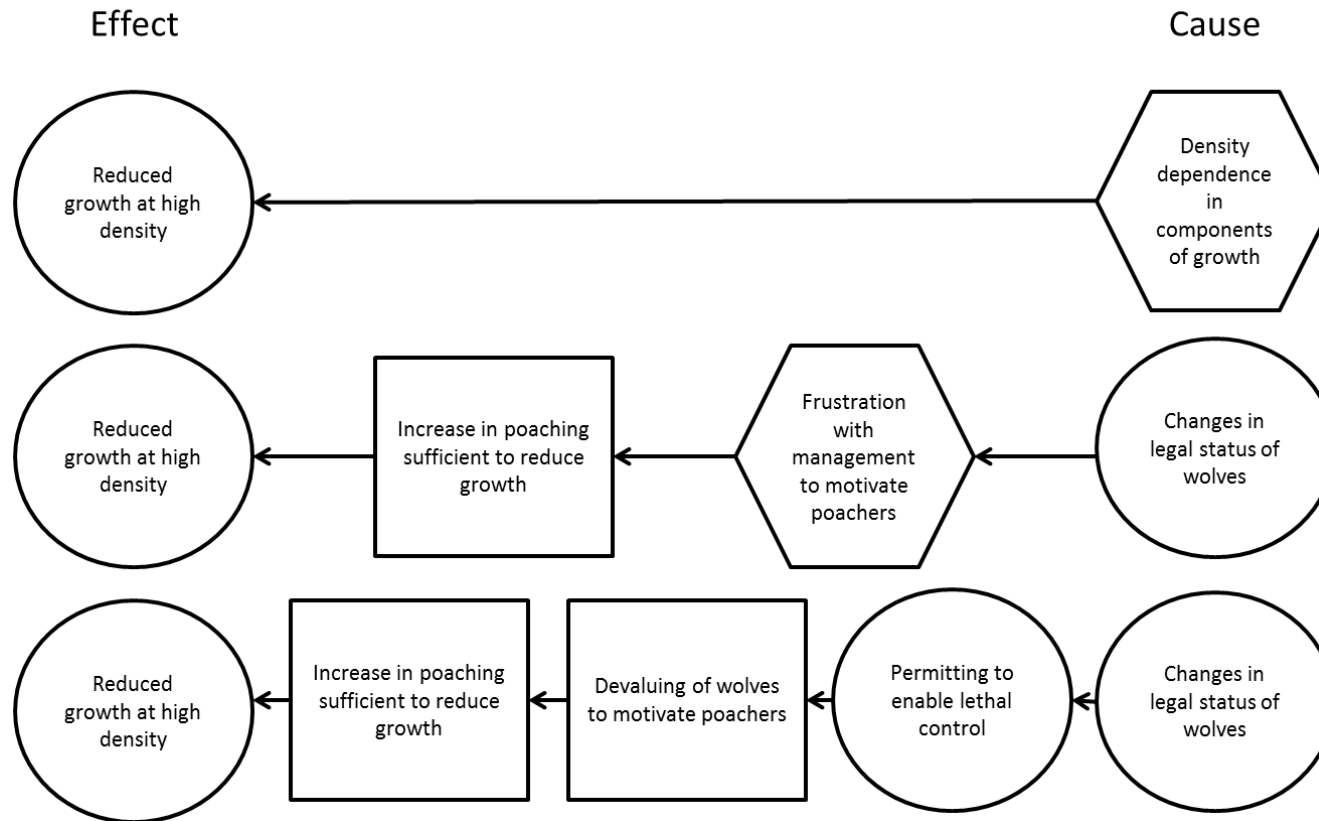 Effect
Cause
Reduced
growth at high
density
Density
dependence
in
components
of growth
Reduced
growth at high
density
Increase in poaching
sufficient to reduce
growth
Frustration
with
management
to motivate
poachers
Changes in
legal status of
wolves
Reduced
growth at high
density
Increase in poaching
sufficient to reduce
growth
Devaluing of wolves
to motivate poachers
Permitting to
enable lethal
control
Changes in
legal status of
wolves